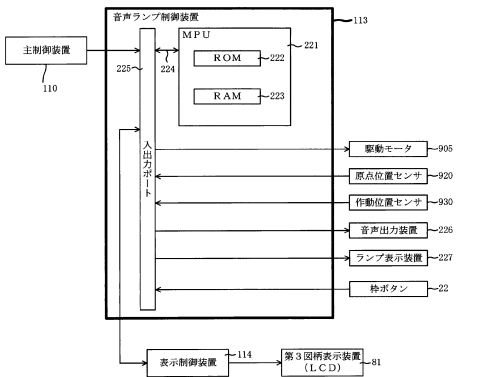 音声ランプ制御装置
113
主制御装置
110
225
224
MPU
221
ROM
222
RAM
223
入出力ポート
駆動モータ
905
原点位置センサ
920
作動位置センサ
930
音声出力装置
226
ランプ表示装置
227
枠ボタン
22
表示制御装置
114
第3図柄表示装置
(LCD)
81